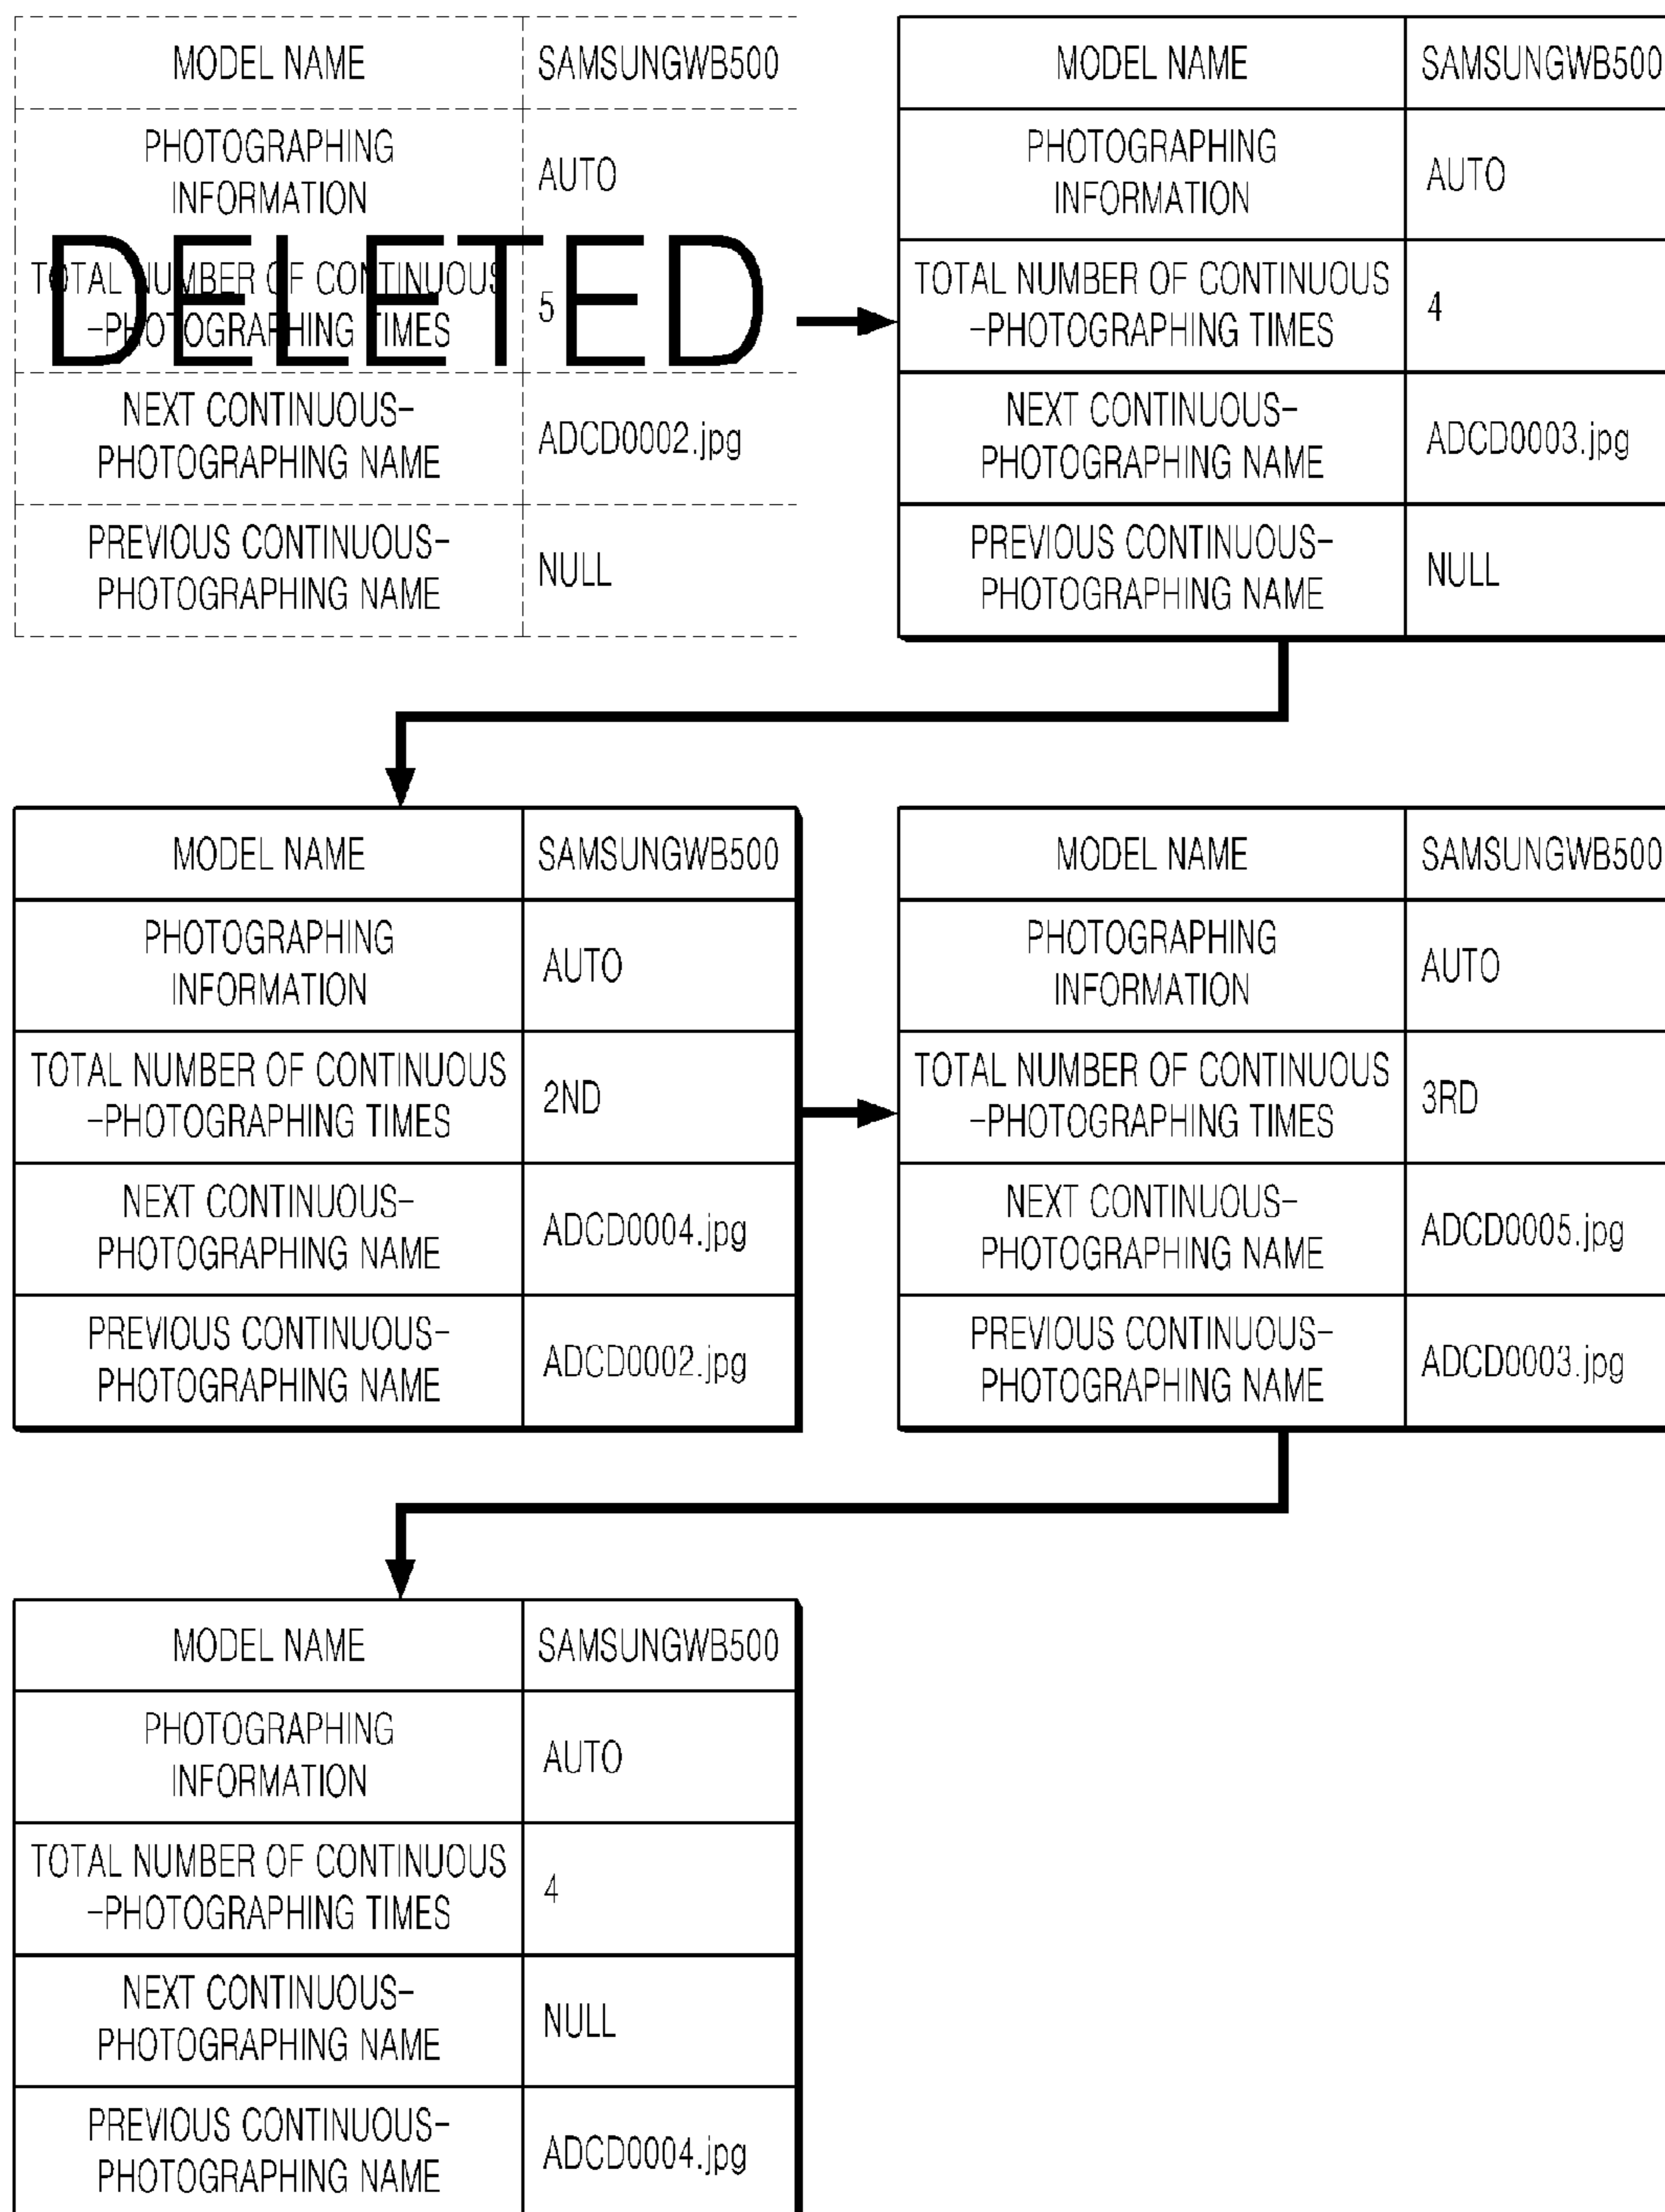 MODEL NAME SAMSUNGWB500
PHOTOGRAPHING
INFORMATION
AUTO
TOTAL NUMBER OF CONTINUOUS
-PHOTOGRAPHING TIMES
5
DELETED
NEXT CONTINUOUS-
PHOTOGRAPHING NAME
ADCD0002.jpg
PREVIOUS CONTINUOUS-
PHOTOGRAPHING NAME
NULL
MODEL NAME SAMSUNGWB500
PHOTOGRAPHING
INFORMATION
AUTO
TOTAL NUMBER OF CONTINUOUS
-PHOTOGRAPHING TIMES
4
NEXT CONTINUOUS-
PHOTOGRAPHING NAME
ADCD0003.jpg
PREVIOUS CONTINUOUS-
PHOTOGRAPHING NAME
NULL
MODEL NAME SAMSUNGWB500
PHOTOGRAPHING
INFORMATION
AUTO
TOTAL NUMBER OF CONTINUOUS
-PHOTOGRAPHING TIMES
2ND
NEXT CONTINUOUS-
PHOTOGRAPHING NAME
ADCD0004.jpg
PREVIOUS CONTINUOUS-
PHOTOGRAPHING NAME
ADCD0002.jpg
MODEL NAME SAMSUNGWB500
PHOTOGRAPHING
INFORMATION
AUTO
TOTAL NUMBER OF CONTINUOUS
-PHOTOGRAPHING TIMES
3RD
NEXT CONTINUOUS-
PHOTOGRAPHING NAME
ADCD0005.jpg
PREVIOUS CONTINUOUS-
PHOTOGRAPHING NAME
ADCD0003.jpg
MODEL NAME SAMSUNGWB500
PHOTOGRAPHING
INFORMATION
AUTO
TOTAL NUMBER OF CONTINUOUS
-PHOTOGRAPHING TIMES
4
NEXT CONTINUOUS-
PHOTOGRAPHING NAME
NULL
PREVIOUS CONTINUOUS-
PHOTOGRAPHING NAME
ADCD0004.jpg